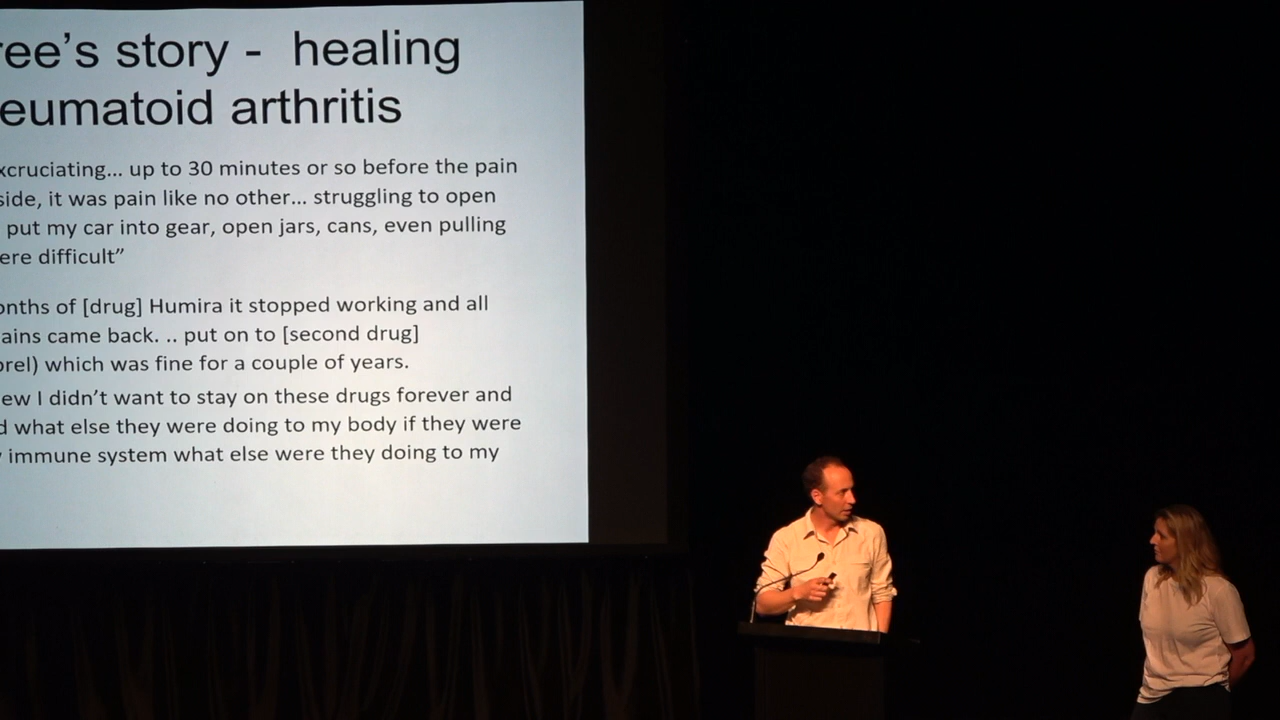 ree’s story -  healing
eumatoid arthritis
xcruciating... up to 30 minutes or so before the pain
side, it was pain like no other... struggling to open
put my car into gear, open jars, cans, even pulling
ere difficult”
onths of [drug] Humira it stopped working and all
ains came back. .. put on to [second drug]
orel) which was fine for a couple of years.
ew I didn’t want to stay on these drugs forever and
d what else they were doing to my body if they were
y immune system what else were they doing to my